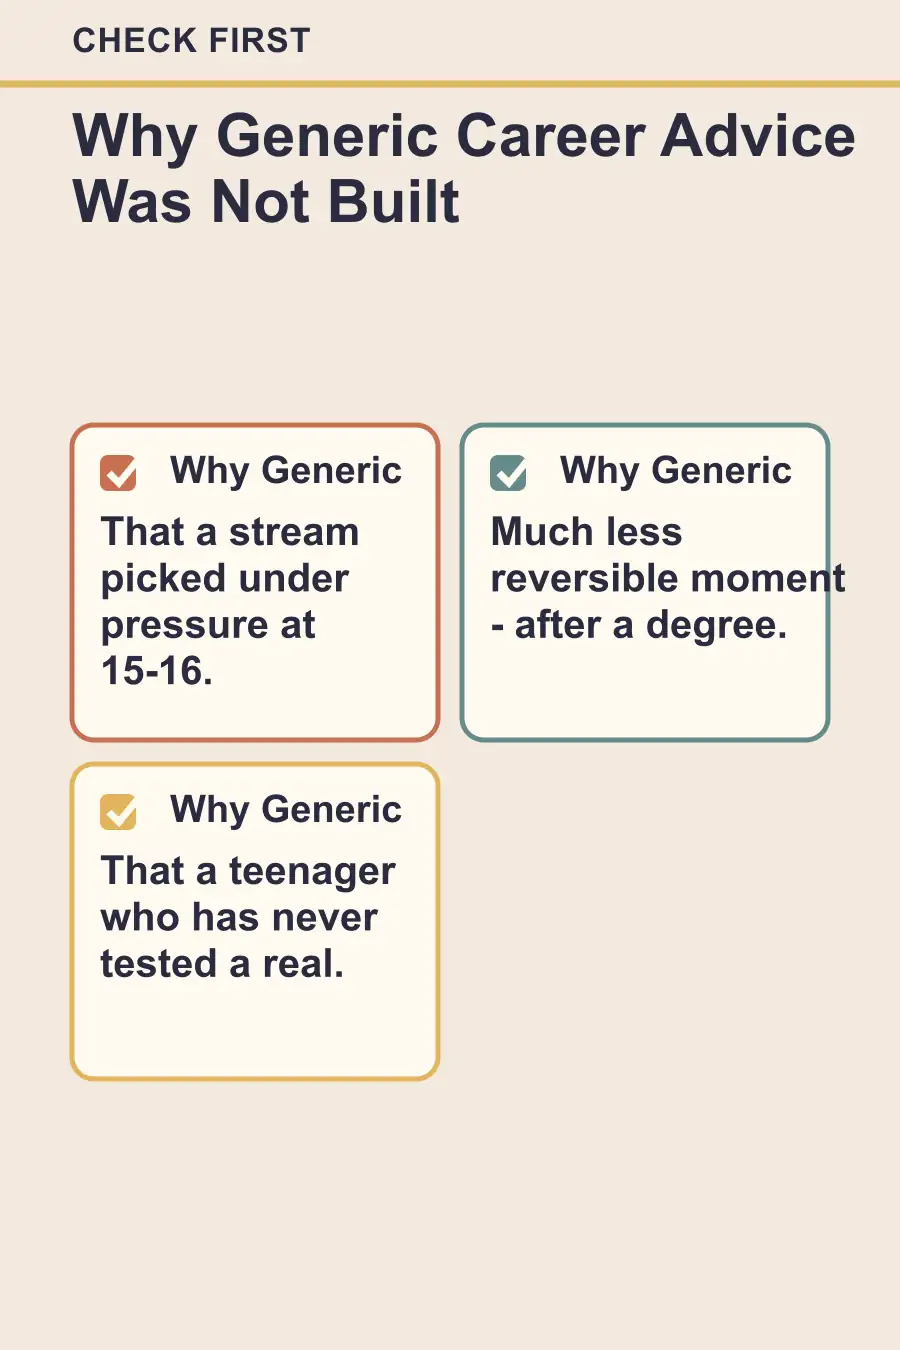 CHECK FIRST
Why Generic Career Advice
Was Not Built
Why Generic
That a stream
picked under
pressure at
15-16.
Why Generic
Much less
reversible moment
- after a degree.
Why Generic
That a teenager
who has never
tested a real.